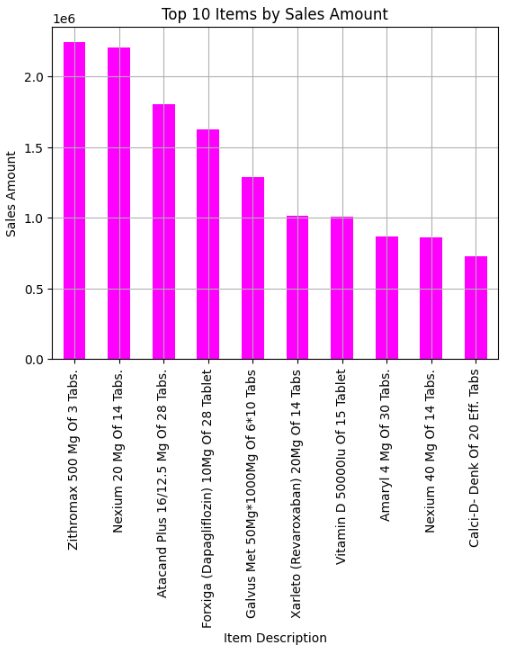 Top 10 Items by Sales Amount
1e6
2.0
1.5
1.0
0.5
0.0
Sales Amount
Zithromax 500 Mg Of 3 Tabs.
Nexium 20 Mg Of 14 Tabs.
Atacand Plus 16/12.5 Mg Of 28 Tabs.
Forxiga (Dapagliflozin) 10Mg Of 28 Tablet
Galvus Met 50Mg*1000Mg Of 6*10 Tabs
Xarleto (Revaroxaban) 20Mg Of 14 Tabs
Vitamin D 50000Iu Of 15 Tablet
Amaryl 4 Mg Of 30 Tabs.
Nexium 40 Mg Of 14 Tabs.
Calci-D- Denk Of 20 Eff. Tabs
Item Description